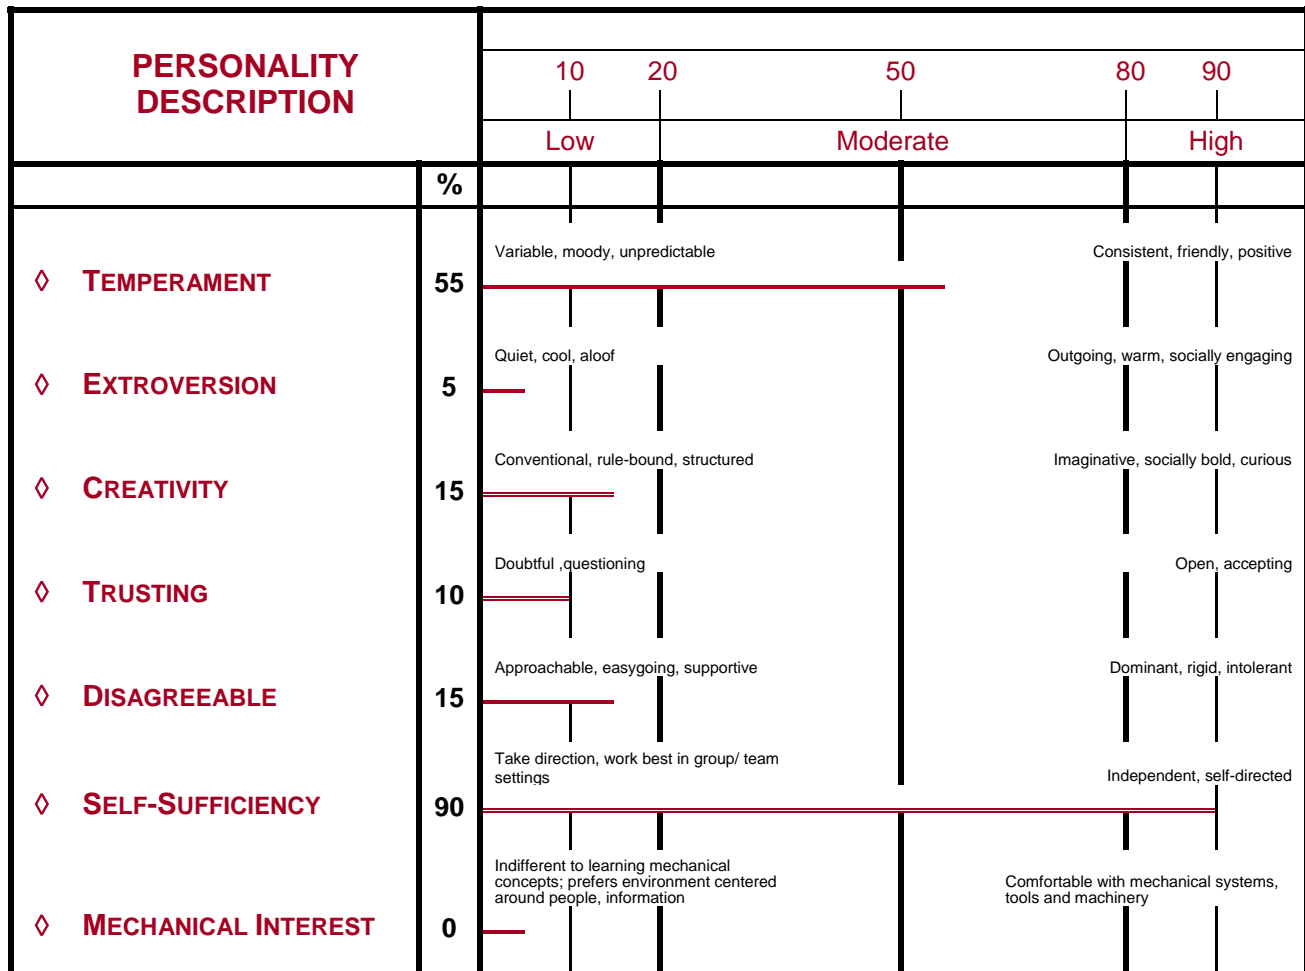 PERSONALITY
DESCRIPTION
10 20 50 80 90
Low Moderate High
%
Variable, moody, unpredictable Consistent, friendly, positive
◊ TEMPERAMENT 55
Quiet, cool, aloof Outgoing, warm, socially engaging
◊ EXTROVERSION 5
Conventional, rule-bound, structured Imaginative, socially bold, curious
◊ CREATIVITY 15
Doubtful ,questioning Open, accepting
◊ TRUSTING 10
Approachable, easygoing, supportive Dominant, rigid, intolerant
◊ DISAGREEABLE 15
Take direction, work best in group/ team
settings Independent, self-directed
◊ SELF-SUFFICIENCY 90
Indifferent to learning mechanical
concepts; prefers environment centered Comfortable with mechanical systems,
around people, information tools and machinery
◊ MECHANICAL INTEREST 0